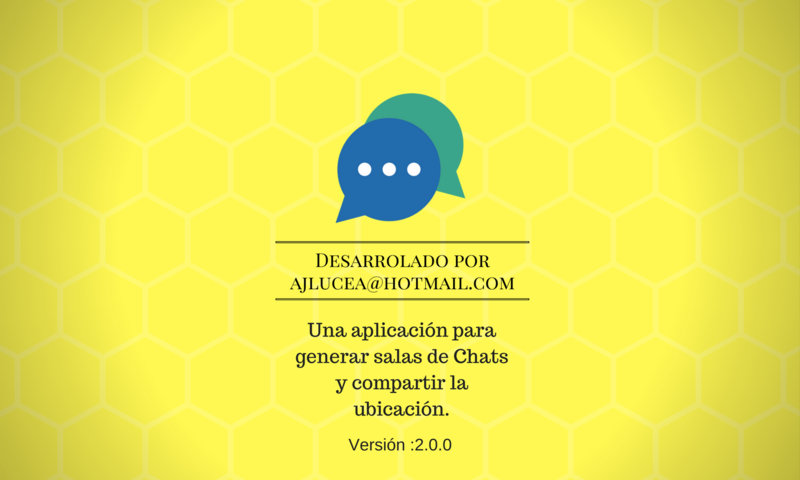 Desarrolado por
ajlucea@hotmail.com
Una aplicación para
generar salas de Chats
y compartir la
ubicación.
Versión :2.0.0